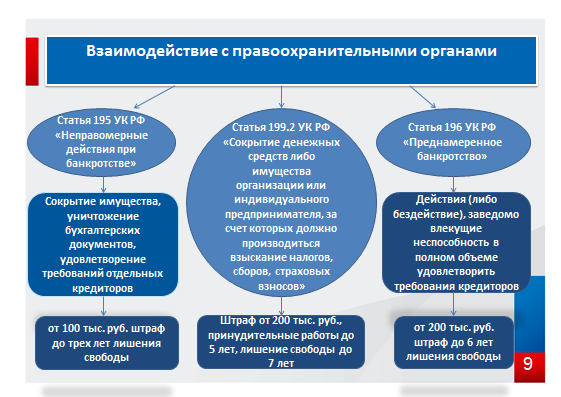 Взаимодействие с правоохранительными органами
Статья 195 УК РФ
«Неправомерные
действия при
банкротстве»
Статья 199.2 УК РФ
«Сокрытие денежных
средств либо
имущества
организации или
индивидуального
предпринимателя, за
счет которых должно
производиться
взыскание налогов,
сборов, страховых
взносов»
Статья 196 УК РФ
«Преднамеренное
банкротство»
Сокрытие имущества,
уничтожение
бухгалтерских
документов,
удовлетворение
требований отдельных
кредиторов
Действия (либо
бездействие), заведомо
влекущие
неспособность в
полном объеме
удовлетворить
требования кредиторов
от 100 тыс. руб. штраф
до трех лет лишения
свободы
Штраф от 200 тыс. руб.,
принудительные работы до
5 лет, лишение свободы до
7 лет
от 200 тыс. руб.
штраф до 6 лет
лишения свободы
9